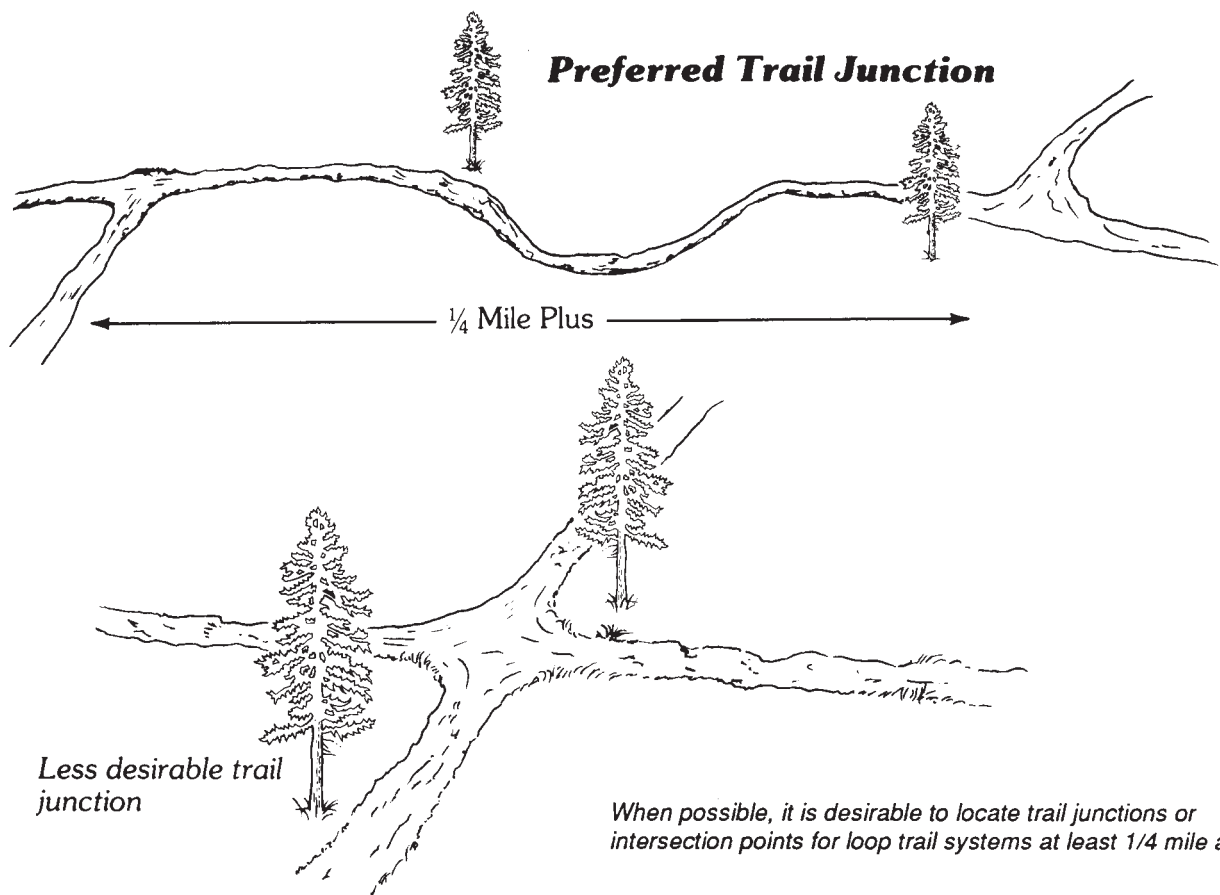 Preferred Trail Junction
¼ Mile Plus
Less desirable trail
junction
When possible, it is desirable to locate trail junctions or
intersection points for loop trail systems at least 1/4 mile